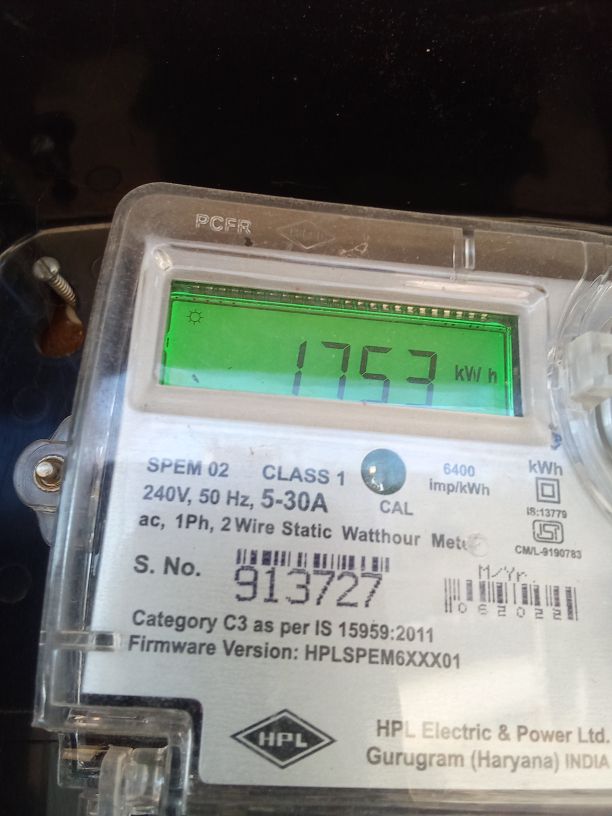 PCFR
1753 kWh
SPEM 02 CLASS 1 6400 imp/kWh kWh
240V, 50 Hz, 5-30A CAL IS:13779
ac, 1Ph, 2 Wire Static Watthour CM/L-9190783
S. No. 913727 M/Yr. 062022
Category C3 as per IS 15959:2011
Firmware Version: HPLSPEM6XXX01
HPL
HPL Electric & Power Ltd.
Gurugram (Haryana) INDIA